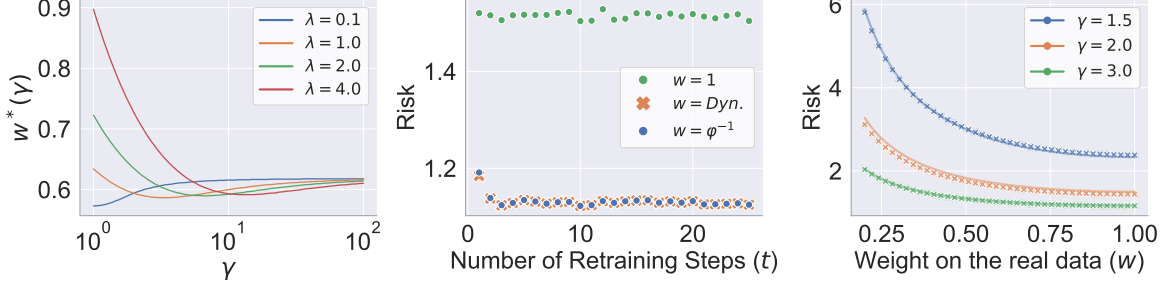 0.9
0.8
0.7
0.6
w*(γ)
10⁰
10¹
10²
γ
λ = 0.1
λ = 1.0
λ = 2.0
λ = 4.0
1.4
1.2
Risk
0
10
20
Number of Retraining Steps (t)
w = 1
w = Dyn.
w = φ⁻¹
6
4
2
Risk
0.25
0.50
0.75
1.00
Weight on the real data (w)
γ = 1.5
γ = 2.0
γ = 3.0